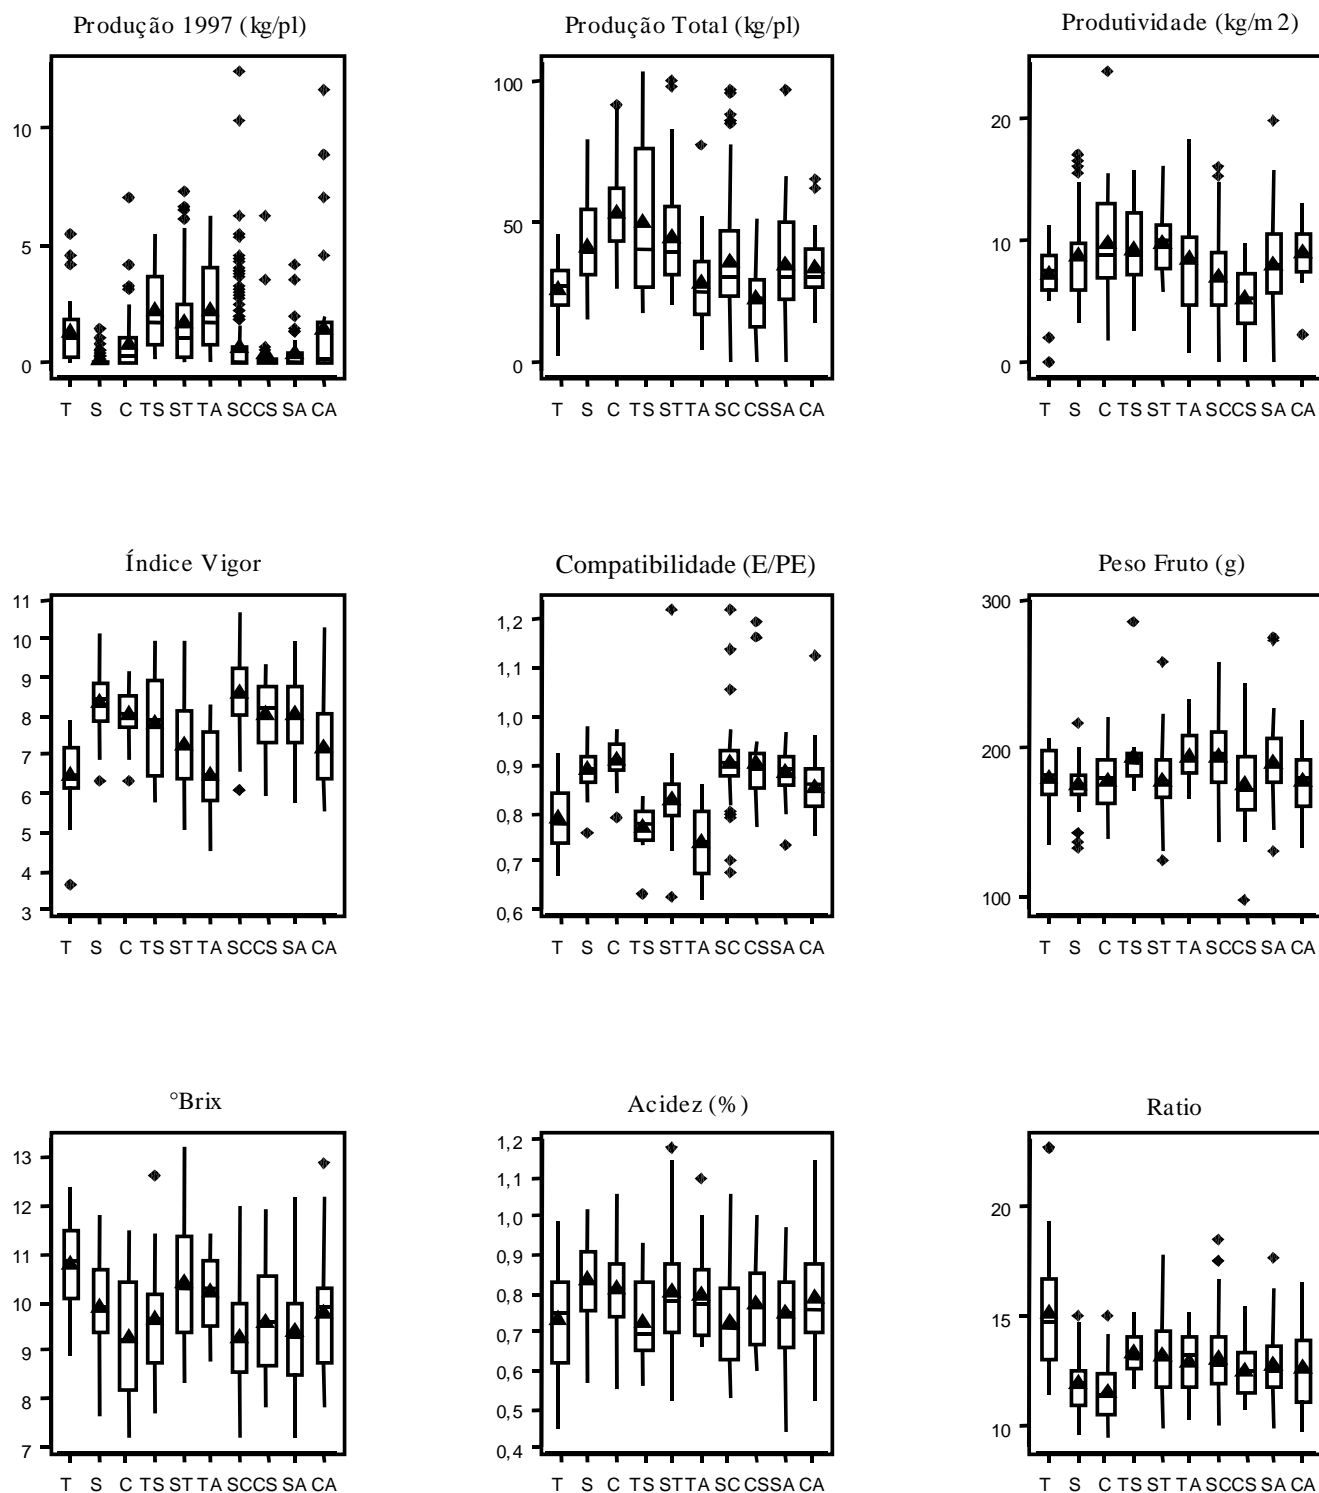 Produção 1997 (kg/pl)
10
5
0
T S C TS ST TA SC CS SA CA
Produção Total (kg/pl)
100
50
0
T S C TS ST TA SC CS SA CA
Produtividade (kg/m2)
20
10
0
T S C TS ST TA SC CS SA CA
Índice Vigor
11
10
9
8
7
6
5
4
3
T S C TS ST TA SC CS SA CA
Compatibilidade (E/PE)
1,2
1,1
1,0
0,9
0,8
0,7
0,6
T S C TS ST TA SC CS SA CA
Peso Fruto (g)
300
200
100
T S C TS ST TA SC CS SA CA
°Brix
13
12
11
10
9
8
7
T S C TS ST TA SC CS SA CA
Acidez (%)
1,2
1,1
1,0
0,9
0,8
0,7
0,6
0,5
0,4
T S C TS ST TA SC CS SA CA
Ratio
20
15
10
T S C TS ST TA SC CS SA CA